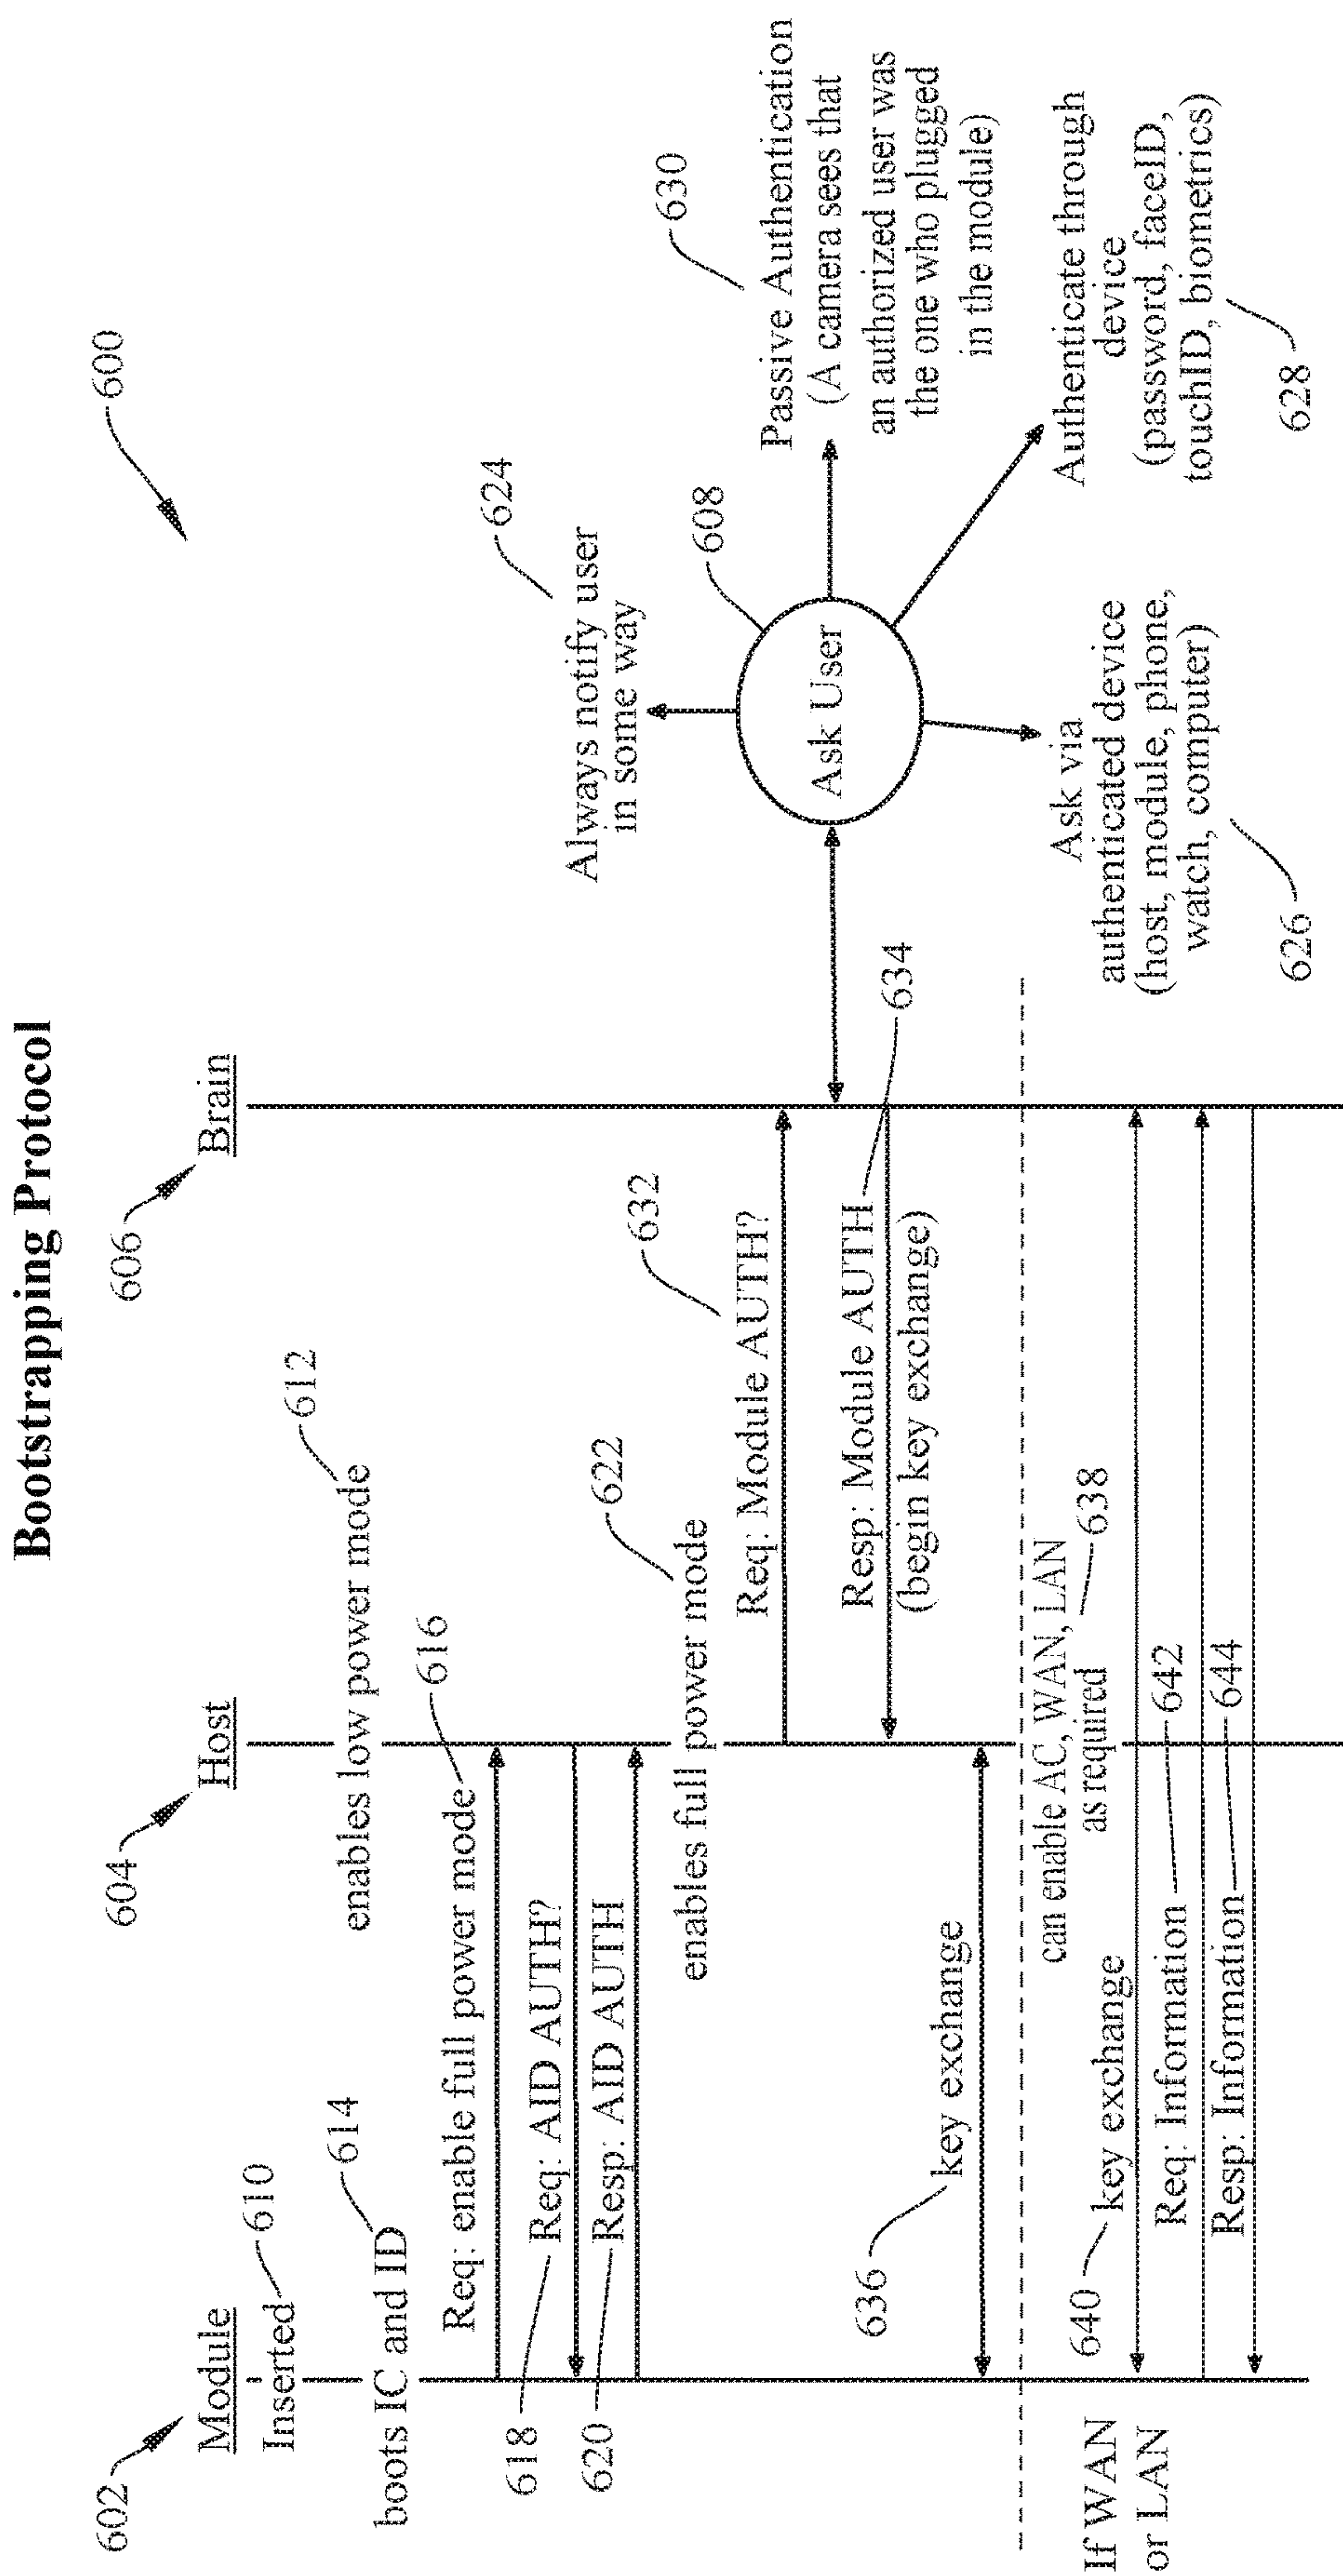 Bootstrapping Protocol
600
602
Module
604
Host
606
Brain
Inserted
610
enables low power mode
612
boots IC and ID
614
Req: enable full power mode
616
618
Req: AID AUTH?
620
Resp: AID AUTH
enables full power mode
622
Always notify user
in some way
624
Req: Module AUTH?
632
Ask User
608
Passive Authentication
(A camera sees that
an authorized user was
the one who plugged
in the module)
630
Resp: Module AUTH
(begin key exchange)
634
636
key exchange
Ask via
authenticated device
(host, module, phone,
watch, computer)
626
Authenticate through
device
(password, faceID,
touchID, biometrics)
628
can enable AC, WAN, LAN
as required
638
If WAN
or LAN
640
key exchange
Req: Information
642
Resp: Information
644